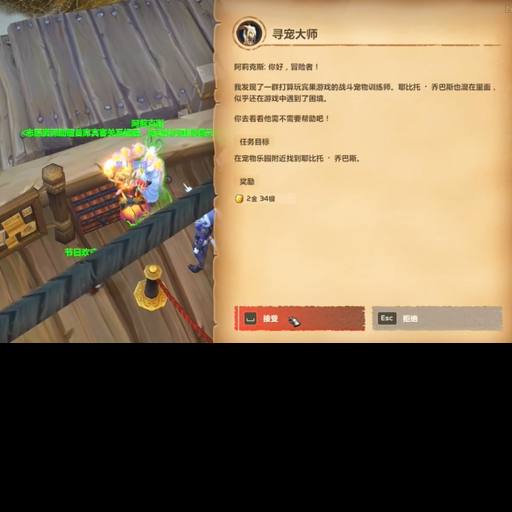 寻宠大师
阿莉克斯: 你好，冒险者！
我发现了一群打算玩宾果游戏的战斗宠物训练师。耶比托·乔巴斯也混在里面，
似乎还在游戏中遇到了困境。
你去看看他需不需要帮助吧！
任务目标
在宠物乐园附近找到耶比托·乔巴斯。
奖励
2金 34银
接受
Esc 拒绝
阿莉克斯
节日欢